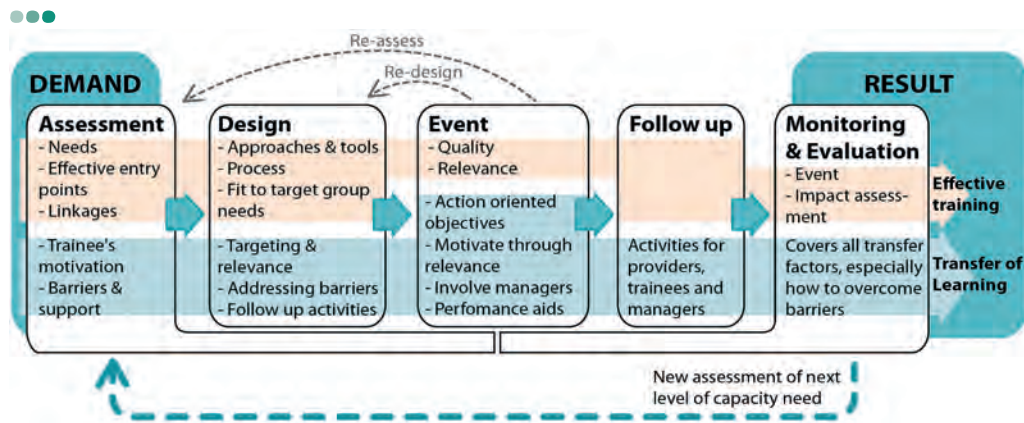 Re-assess
Re-design
DEMAND
RESULT
Assessment
- Needs
- Effective entry
points
- Linkages
- Trainee's
motivation
- Barriers &
support
Design
- Approaches & tools
- Process
- Fit to target group
needs
- Targeting &
relevance
- Addressing barriers
- Follow up activities
Event
- Quality
- Relevance
- Action oriented
objectives
- Motivate through
relevance
- Involve managers
- Perfomance aids
Follow up
Activities for
providers,
trainees and
managers
Monitoring
& Evaluation
- Event
- Impact assess-
ment
Covers all transfer
factors, especially
how to overcome
barriers
Effective
training
Transfer of
Learning
New assessment of next
level of capacity need